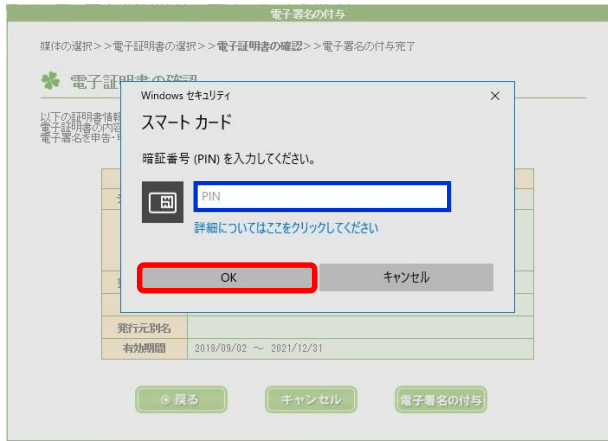 電子署名の付与
媒体の選択>>電子証明書の選択>>電子証明書の確認>>電子署名の付与完了
電子証明書の確認
以下の証明書情報
電子証明書の内容
電子署名を申告・申
Windows セキュリティ
スマート カード
暗証番号 (PIN) を入力してください。
PIN
詳細についてはここをクリックしてください
OK
キャンセル
発行元別名
有効期間 2019/09/02 ～ 2021/12/31
戻る
キャンセル
電子署名の付与